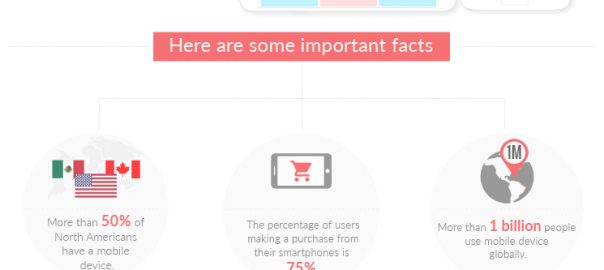 Here are some important facts
More than 50% of
North Americans
have a mobile
device.
The percentage of users
making a purchase from
their smartphones is
75%
1M
More than 1 billion people
use mobile device
globally.